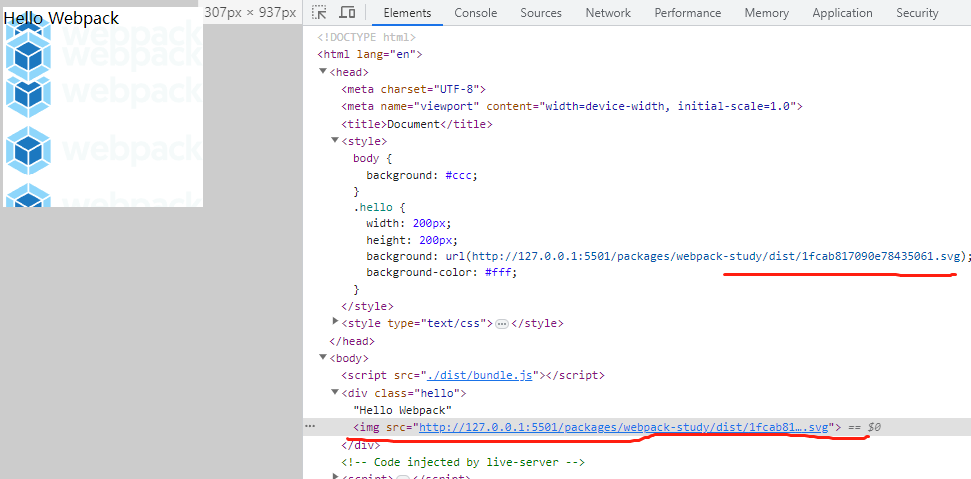 Hello Webpack
webpack
webpack
webpack
webpack
webpack
307px × 937px
Elements Console Sources Network Performance Memory Application Security
<!DOCTYPE html>
<html lang="en">
<head>
<meta charset="UTF-8">
<meta name="viewport" content="width=device-width, initial-scale=1.0">
<title>Document</title>
<style>
body {
background: #ccc;
}
.hello {
width: 200px;
height: 200px;
background: url(http://127.0.0.1:5501/packages/webpack-study/dist/1fcab817090e78435061.svg);
background-color: #fff;
}
</style>
<style type="text/css">…</style>
</head>
<body>
<script src="./dist/bundle.js"></script>
<div class="hello">
"Hello Webpack"
… <img src="http://127.0.0.1:5501/packages/webpack-study/dist/1fcab81….svg"> == $0
</div>
<!-- Code injected by live-server -->
<script>…</script>